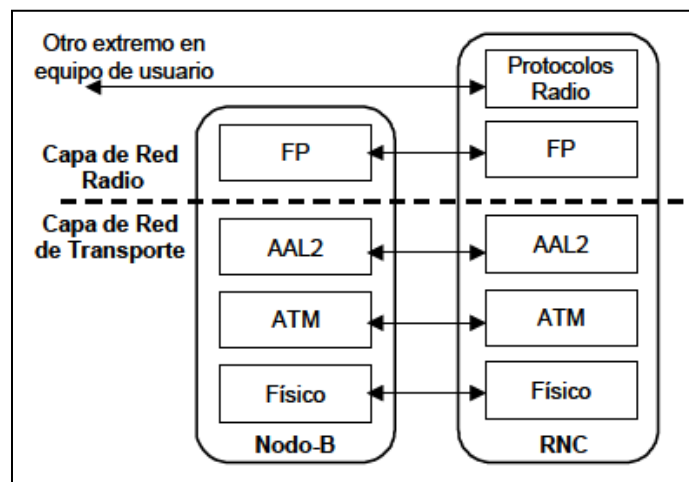 Otro extremo en
equipo de usuario
Protocolos
Radio
FP
FP
Capa de Red
Radio
Capa de Red
de Transporte
AAL2
AAL2
ATM
ATM
Físico
Físico
Nodo-B
RNC